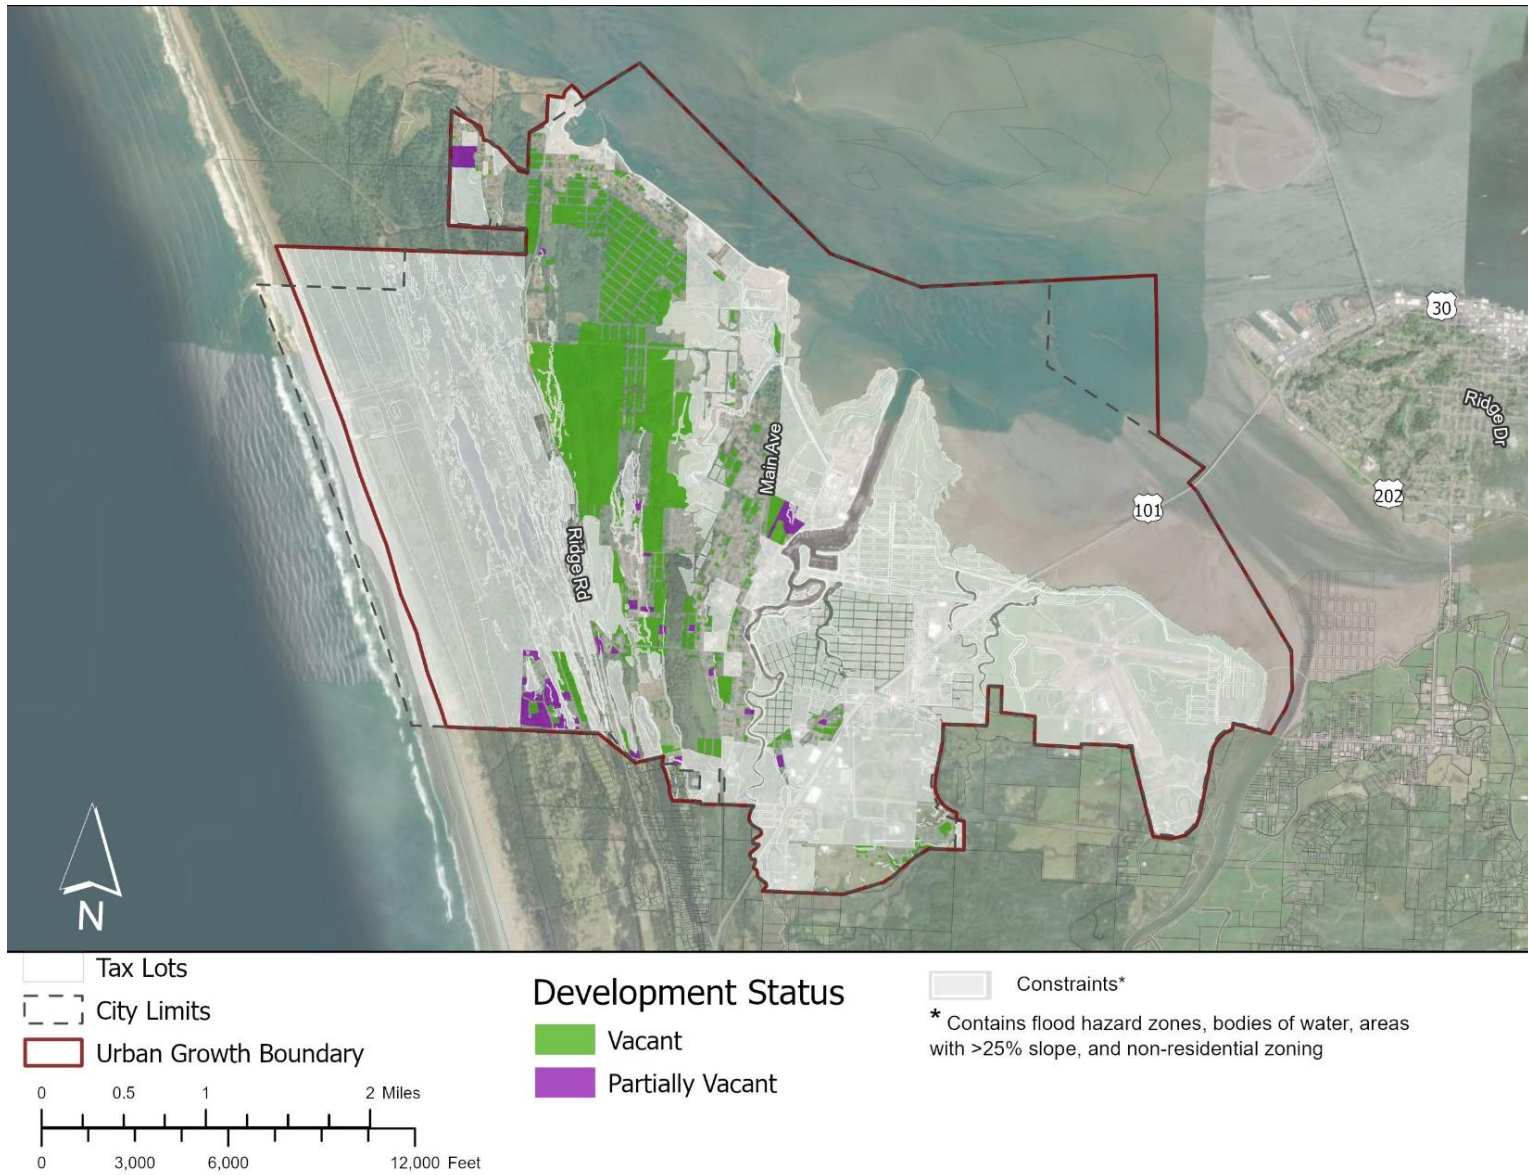 30
Ridge Dr
Main Ave
202
101
Ridge Rd
N
Tax Lots
City Limits
Urban Growth Boundary
0 0.5 1 2 Miles
0 3,000 6,000 12,000 Feet
Development Status
Vacant
Partially Vacant
Constraints*
* Contains flood hazard zones, bodies of water, areas
with >25% slope, and non-residential zoning